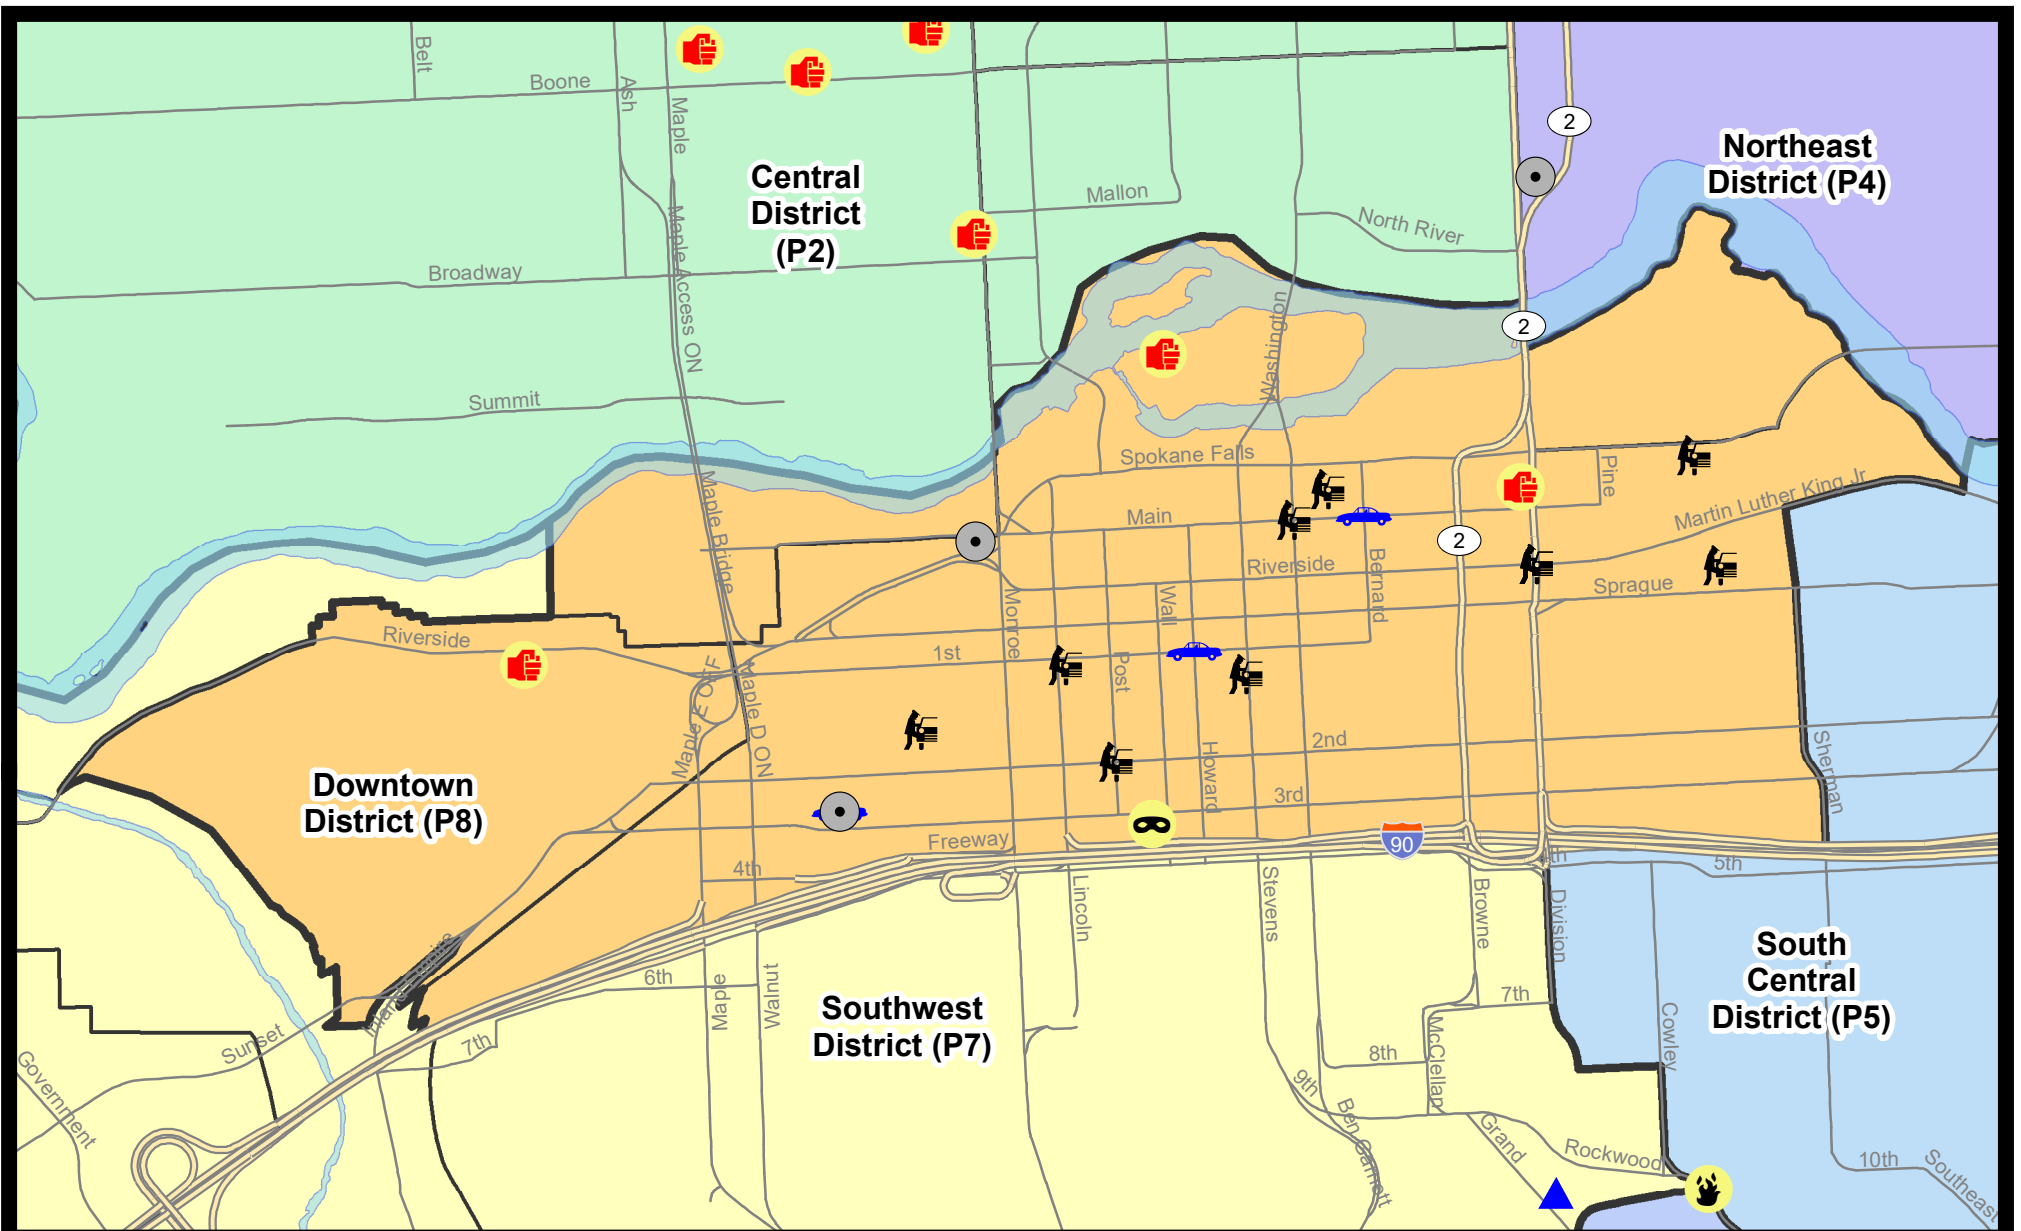 Belt
Boone
Ash
Maple
2
Northeast
District (P4)
Central
District
(P2)
Mallon
North River
Maple Access ON
Broadway
Washington
2
Summit
Spokane Falls
Pine
Martin Luther King Jr
Maple Bridge
Main
2
Riverside
Bernard
Sprague
Wall
Monroe
Riverside
1st
Post
Maple E OFF
Maple D ON
2nd
Howard
Sherman
Downtown
District (P8)
3rd
Freeway
90
4th
4th
5th
Lincoln
Stevens
Browne
Division
South
Central
District (P5)
6th
Maple
Walnut
Southwest
District (P7)
7th
Cowley
Sunset
7th
McClellan
8th
Government
9th
Ben Garnett
Grand
Rockwood
10th
Southeast